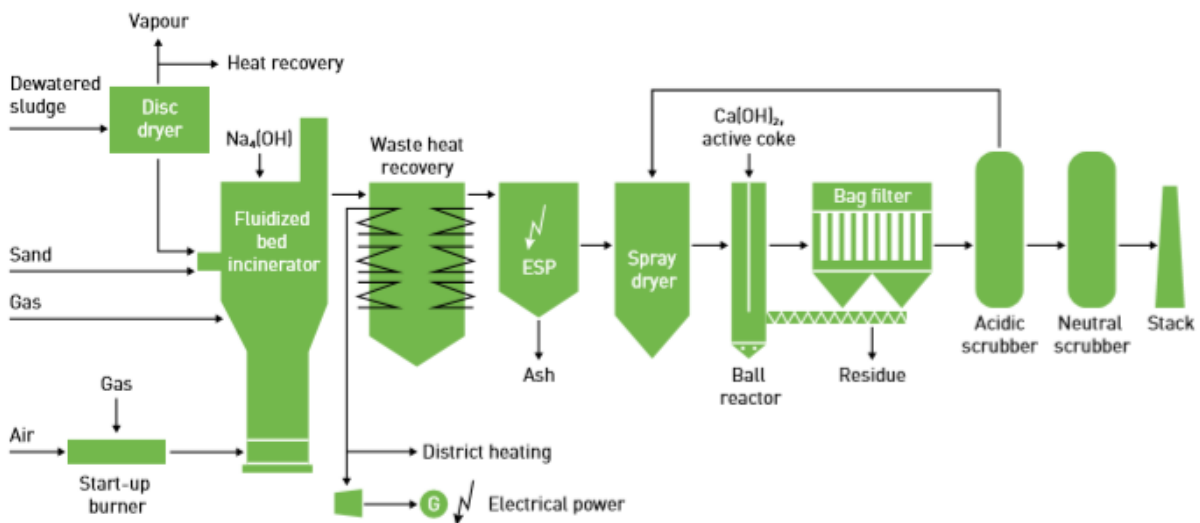 Vapour
Heat recovery
Dewatered
sludge
Disc
dryer
Na₄(OH)
Waste heat
recovery
Ca(OH)₂,
active coke
Bag filter
Fluidized
bed
incinerator
Sand
Gas
ESP
Spray
dryer
Acidic
scrubber
Neutral
scrubber
Stack
Ash
Ball
reactor
Residue
Gas
Air
Start-up
burner
District heating
G
Electrical power